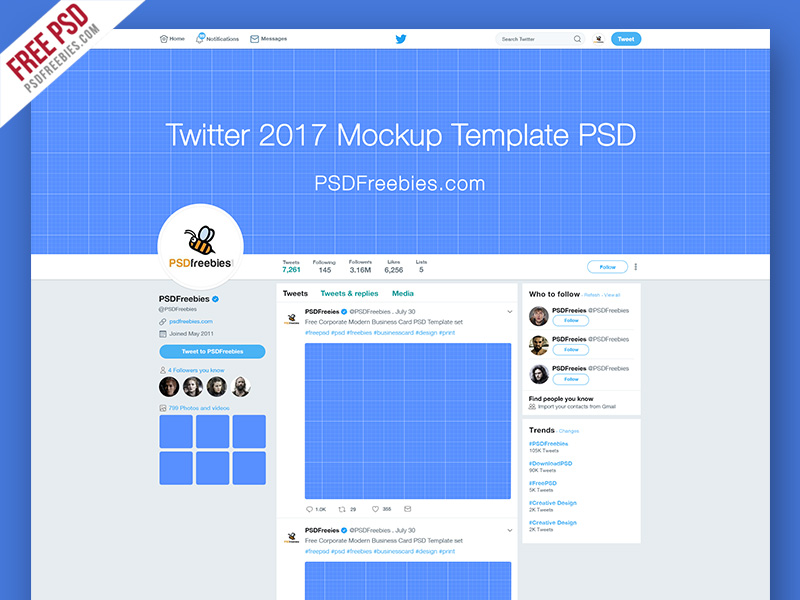 FREE PSD
PSDFREEBIES.COM
Home
Notifications
Messages
Search Twitter
Tweet
Twitter 2017 Mockup Template PSD
PSDFreebies.com
PSDfreebies
Tweets
7,261
Following
145
Followers
3.16M
Likes
6,256
Lists
5
Follow
PSDFreebies
@PSDFreebies
psdfreebies.com
Joined May 2011
Tweet to PSDFreebies
4 Followers you know
799 Photos and videos
Tweets
Tweets & replies
Media
PSDFreeies @PSDFreebies . July 30
Free Corporate Modern Business Card PSD Template set
#freepsd #psd #freebies #businesscard #design #print
1.0K
29
356
PSDFreeies @PSDFreebies . July 30
Free Corporate Modern Business Card PSD Template set
#freepsd #psd #freebies #businesscard #design #print
Who to follow . Refresh . View all
PSDFreeies @PSDFreebies
Follow
PSDFreeies @PSDFreebies
Follow
PSDFreeies @PSDFreebies
Follow
Find people you know
Import your contacts from Gmail
Trends . Changes
#PSDFreebies
105K Tweets
#DownloadPSD
90K Tweets
#FreePSD
5K Tweets
#Creative Design
2K Tweets
#Creative Design
2K Tweets